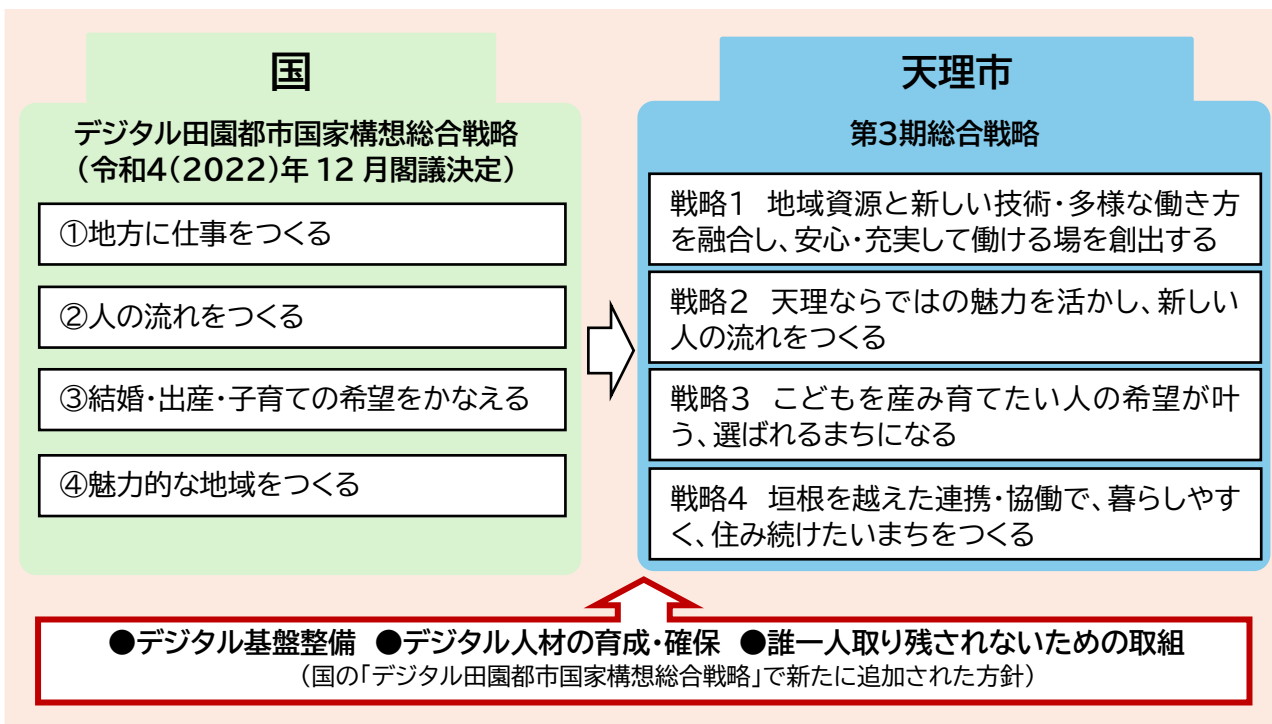 国
デジタル田園都市国家構想総合戦略
(令和4(2022)年 12 月閣議決定)
①地方に仕事をつくる
②人の流れをつくる
③結婚・出産・子育ての希望をかなえる
④魅力的な地域をつくる
天理市
第3期総合戦略
戦略1 地域資源と新しい技術・多様な働き方
を融合し、安心・充実して働ける場を創出する
戦略2 天理ならではの魅力を活かし、新しい
人の流れをつくる
戦略3 こどもを産み育てたい人の希望が叶
う、選ばれるまちになる
戦略4 垣根を越えた連携・協働で、暮らしやす
く、住み続けたいまちをつくる
●デジタル基盤整備 ●デジタル人材の育成・確保 ●誰一人取り残されないための取組
(国の「デジタル田園都市国家構想総合戦略」で新たに追加された方針)